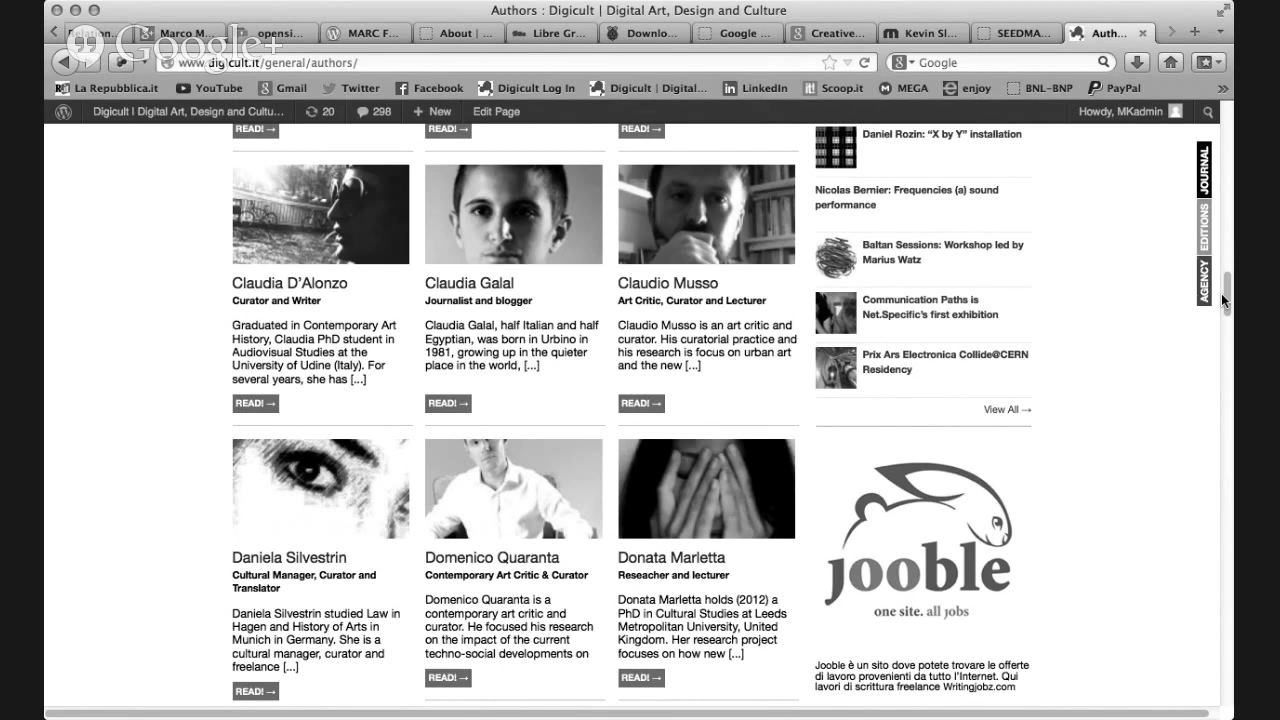 Authors : Digicult | Digital Art, Design and Culture
Google+
Marco M...
opensi...
MARC F...
About | ...
Libre Gr...
Downlo...
Google ...
Creative...
Kevin Sl...
SEEDMA...
Auth...
www.digicult.it/general/authors/
Google
La Repubblica.it
YouTube
Gmail
Twitter
Facebook
Digicult Log In
Digicult | Digital...
LinkedIn
Scoop.it
MEGA
enjoy
BNL-BNP
PayPal
Digicult | Digital Art, Design and Cultu...
20
298
+ New
Edit Page
Howdy, MKadmin
READ! →
READ! →
READ! →
Claudia D'Alonzo
Curator and Writer
Graduated in Contemporary Art
History, Claudia PhD student in
Audiovisual Studies at the
University of Udine (Italy). For
several years, she has [...]
READ! →
Claudia Galal
Journalist and blogger
Claudia Galal, half Italian and half
Egyptian, was born in Urbino in
1981, growing up in the quieter
place in the world, [...]
READ! →
Claudio Musso
Art Critic, Curator and Lecturer
Claudio Musso is an art critic and
curator. His curatorial practice and
his research is focus on urban art
and the new [...]
READ! →
Daniela Silvestrin
Cultural Manager, Curator and
Translator
Daniela Silvestrin studied Law in
Hagen and History of Arts in
Munich in Germany. She is a
cultural manager, curator and
freelance [...]
READ! →
Domenico Quaranta
Contemporary Art Critic & Curator
Domenico Quaranta is a
contemporary art critic and
curator. He focused his research
on the impact of the current
techno-social developments on
READ! →
Donata Marletta
Reseacher and lecturer
Donata Marletta holds (2012) a
PhD in Cultural Studies at Leeds
Metropolitan University, United
Kingdom. Her research project
focuses on how new [...]
READ! →
Daniel Rozin: “X by Y” installation
Nicolas Bernier: Frequencies (a) sound
performance
Baltan Sessions: Workshop led by
Marius Watz
Communication Paths is
Net.Specific's first exhibition
Prix Ars Electronica Collide@CERN
Residency
View All →
jooble
one site. all jobs
Jooble è un sito dove potete trovare le offerte
di lavoro provenienti da tutto l'Internet. Qui
lavori di scrittura freelance Writingjobz.com
JOURNAL
EDITIONS
AGENCY